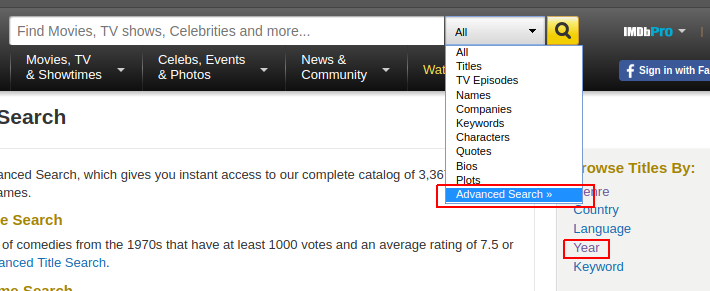 Find Movies, TV shows, Celebrities and more...
All
IMDbPro
Movies, TV
& Showtimes
Celebs, Events
& Photos
News &
Community
Wat
f Sign in with Fa
All
Titles
TV Episodes
Names
Companies
Keywords
Characters
Quotes
Bios
Plots
Advanced Search »
Search
anced Search, which gives you instant access to our complete catalog of 3,36
ames.
e Search
of comedies from the 1970s that have at least 1000 votes and an average rating of 7.5 or
anced Title Search.
me Search
Browse Titles By:
Genre
Country
Language
Year
Keyword